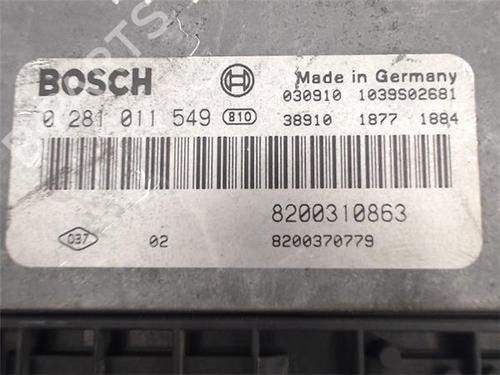 BOSCH
Made in Germany
030910 1039S02681
0 281 011 549 810
38910 1877 1884
8200310863
037 02 8200370779